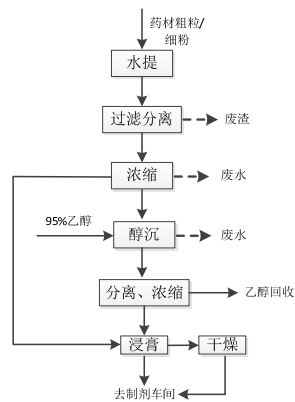 药材粗粒/
细粉
水提
过滤分离
废渣
浓缩
废水
95%乙醇
醇沉
废水
分离、浓缩
乙醇回收
浸膏
干燥
去制剂车间